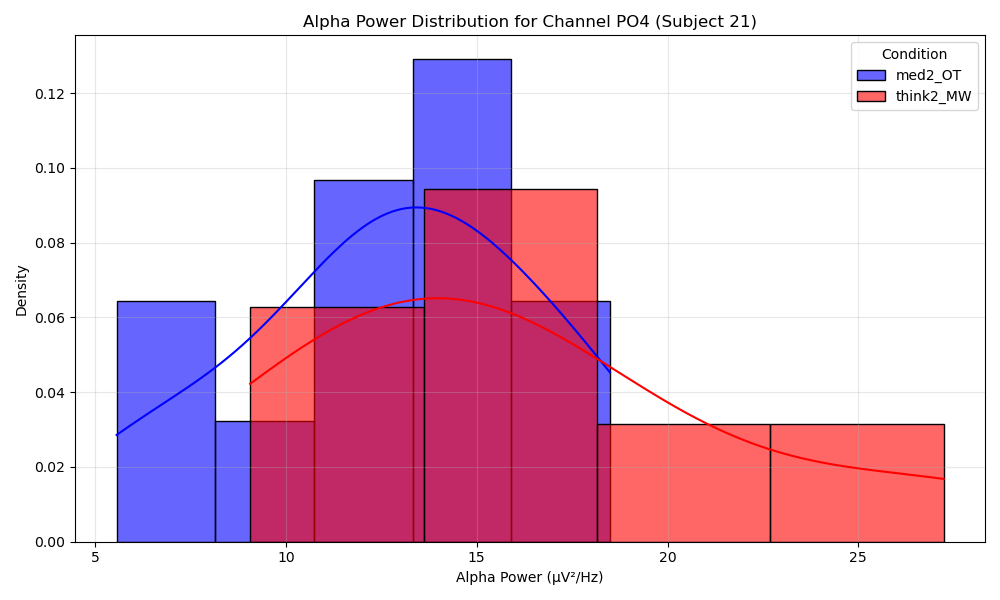 Alpha Power Distribution for Channel PO4 (Subject 21)
Condition
med2_OT
think2_MW
0.12
0.10
0.08
0.06
0.04
0.02
0.00
Density
5 10 15 20 25
Alpha Power (μV²/Hz)